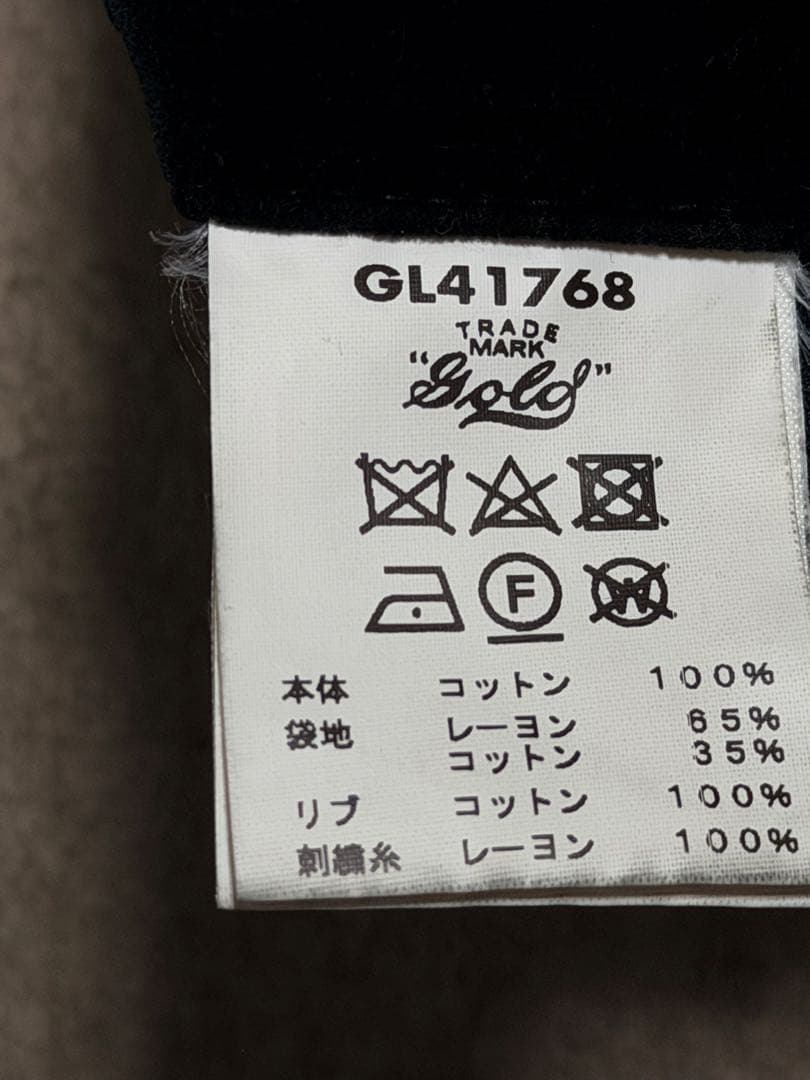 GL41768
TRADE
MARK
"Gold"
F
W
本体 コットン 100%
袋地 レーヨン 65%
コットン 35%
リブ コットン 100%
刺繍糸 レーヨン 100%